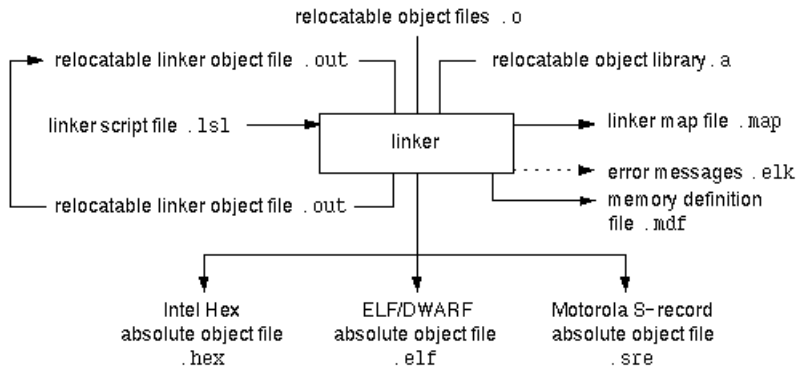 relocatable object files .o
relocatable linker object file .out
relocatable object library .a
linker script file .lsl
linker
linker map file .map
error messages .elk
relocatable linker object file .out
memory definition
file .mdf
Intel Hex
absolute object file
.hex
ELF/DWARF
absolute object file
.elf
Motorola S-record
absolute object file
.sre